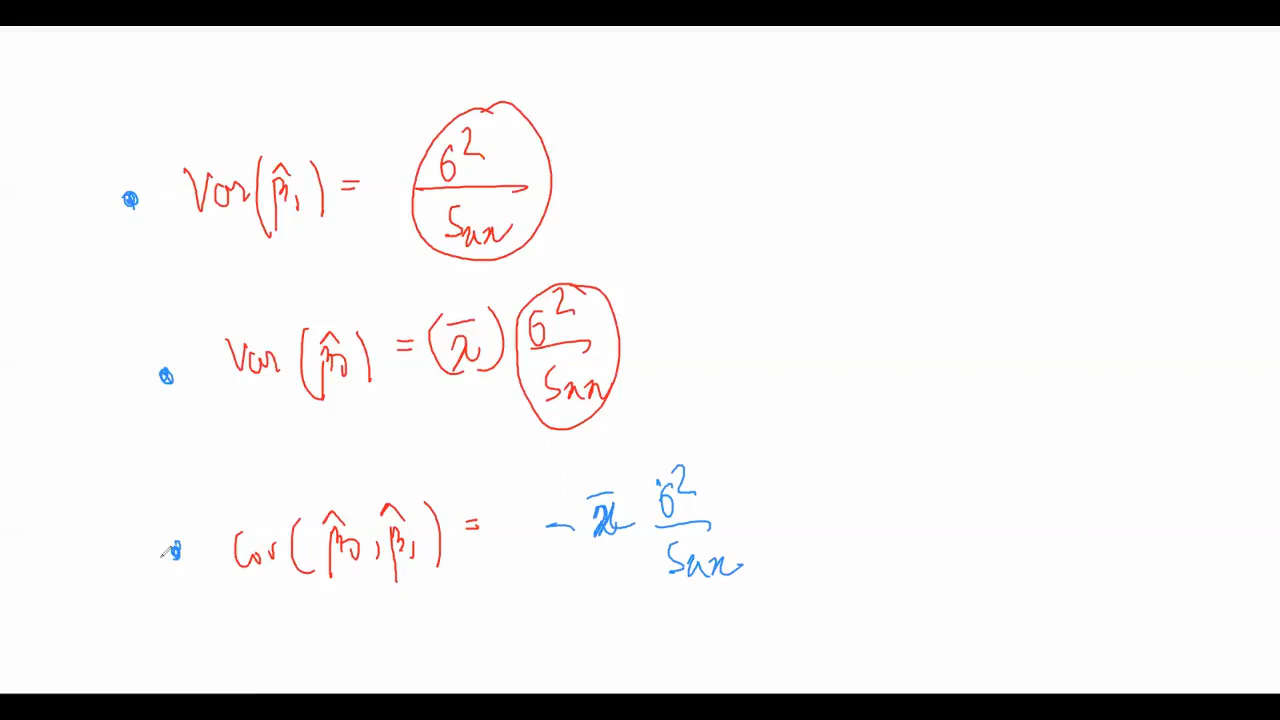 • Var(β̂₁) = σ²/Sxx
• Var(β̂₀) = (x̄) σ²/Sxx
• Cov(β̂₀, β̂₁) = - x̄ σ²/Sxx